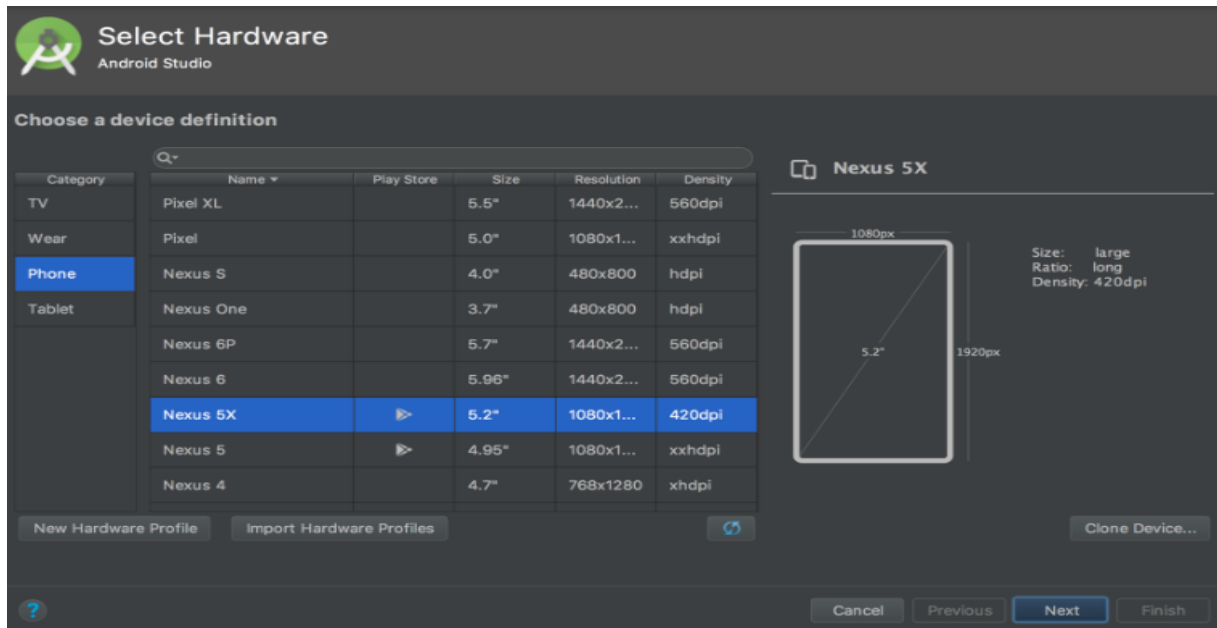 Select Hardware
Android Studio
Choose a device definition
Category Name Play Store Size Resolution Density
TV
Wear
Phone
Tablet
Pixel XL 5.5" 1440x2... 560dpi
Pixel 5.0" 1080x1... xxhdpi
Nexus S 4.0" 480x800 hdpi
Nexus One 3.7" 480x800 hdpi
Nexus 6P 5.7" 1440x2... 560dpi
Nexus 6 5.96" 1440x2... 560dpi
Nexus 5X 5.2" 1080x1... 420dpi
Nexus 5 4.95" 1080x1... xxhdpi
Nexus 4 4.7" 768x1280 xhdpi
New Hardware Profile Import Hardware Profiles
Nexus 5X
1080px
5.2"
1920px
Size: large
Ratio: long
Density: 420dpi
Clone Device...
? Cancel Previous Next Finish